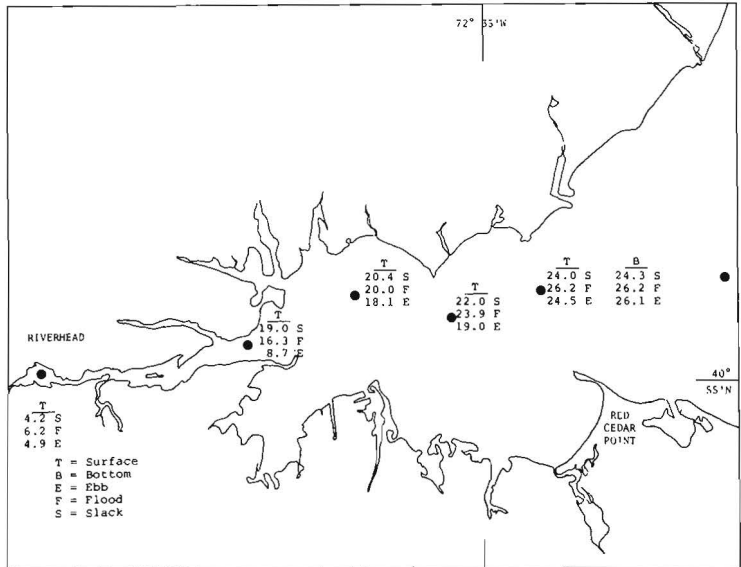 72° 35'W
T
20.4 S
20.0 F
18.1 E
T
22.0 S
23.9 F
19.0 E
T
24.0 S
26.2 F
24.5 E
B
24.3 S
26.2 F
26.1 E
T
19.0 S
16.3 F
8.7 E
RIVERHEAD
40°
55'N
T
4.2 S
6.2 F
4.9 E
RED
CEDAR
POINT
T = Surface
B = Bottom
E = Ebb
F = Flood
S = Slack